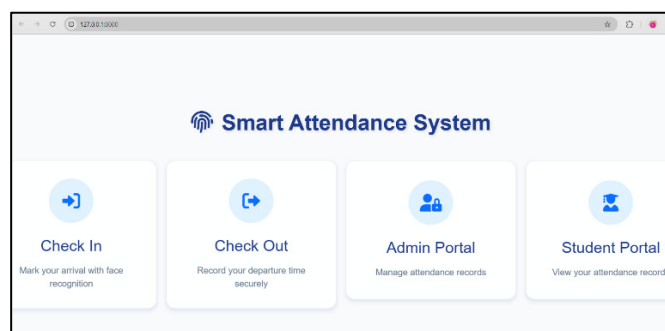 127.0.0.1:5000
Smart Attendance System
Check In
Mark your arrival with face
recognition
Check Out
Record your departure time
securely
Admin Portal
Manage attendance records
Student Portal
View your attendance record